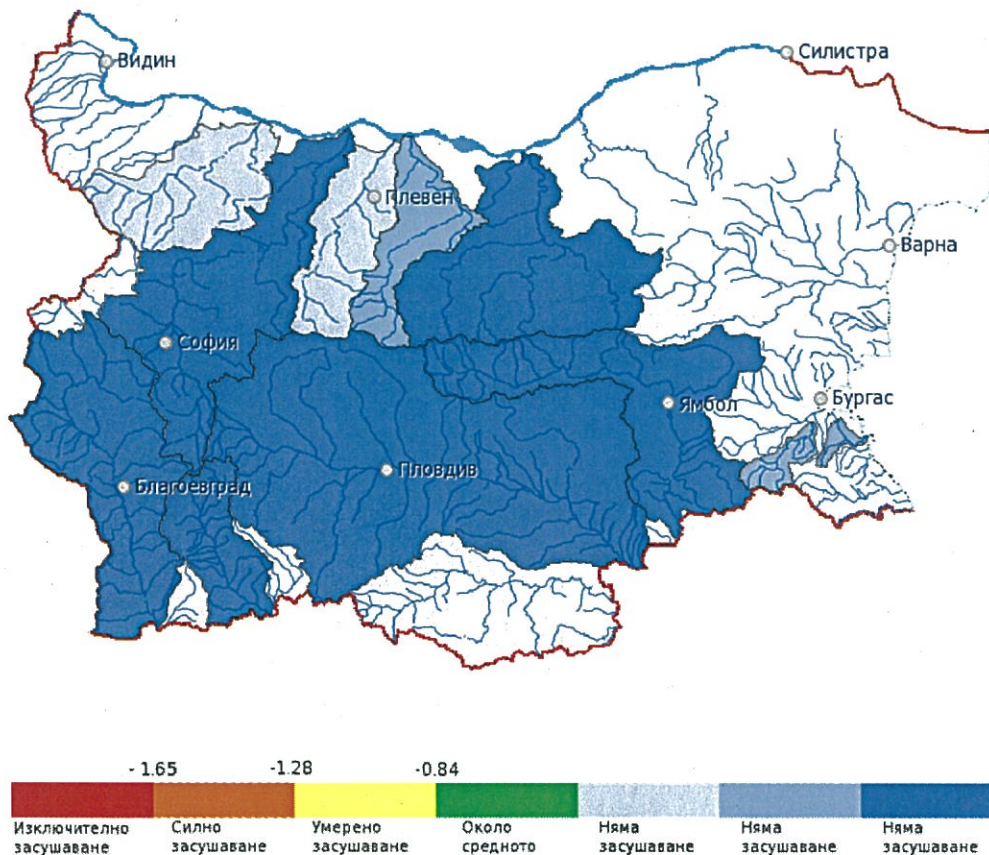 Видин
Силистра
Плевен
Варна
София
Ямбол
Бургас
Пловдив
Благоевград
- 1.65
-1.28
-0.84
Изключително засушаване
Силно засушаване
Умерено засушаване
Около средното
Няма засушаване
Няма засушаване
Няма засушаване